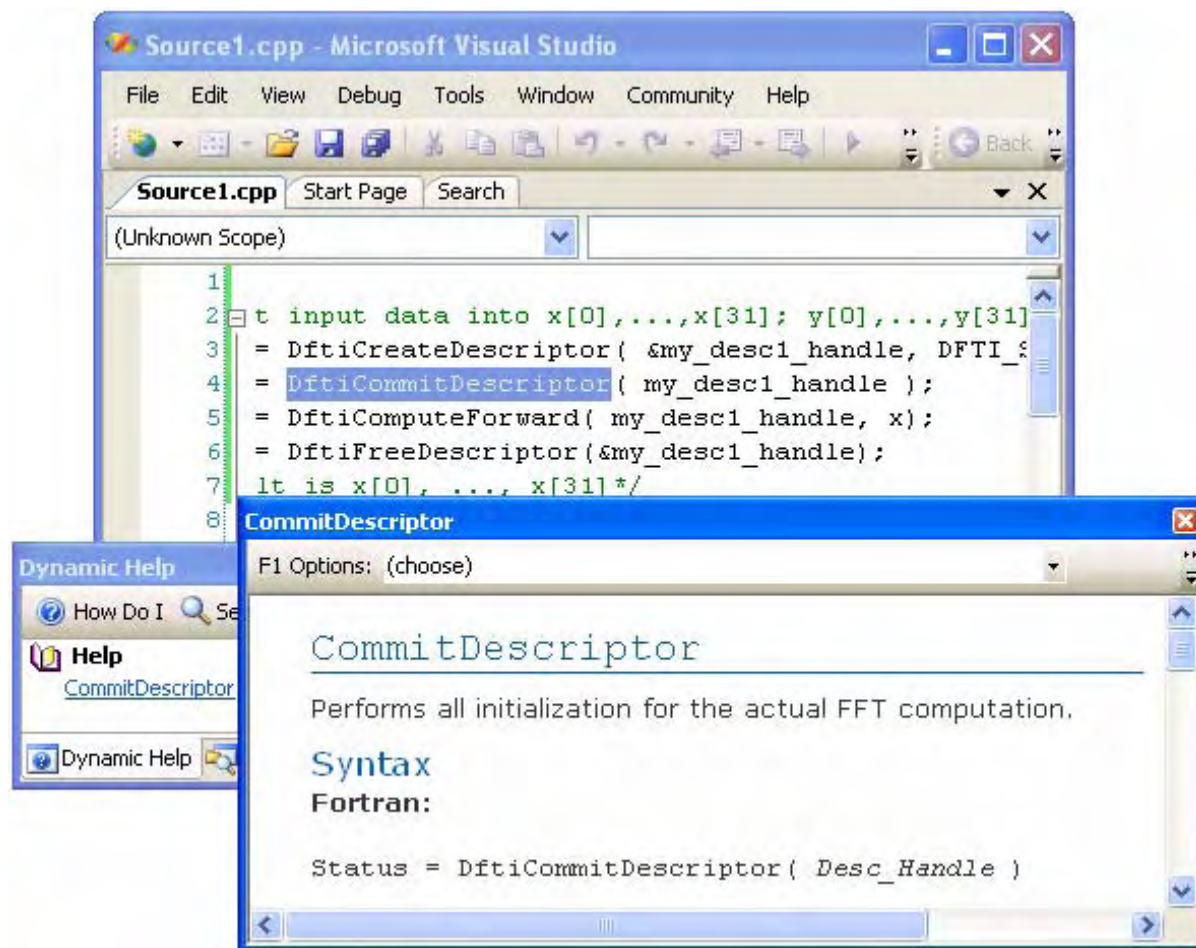 Source1.cpp - Microsoft Visual Studio
File Edit View Debug Tools Window Community Help
Back
Source1.cpp Start Page Search
(Unknown Scope)
1
2 t input data into x[0],...,x[31]; y[0],...,y[31]
3 = DftiCreateDescriptor( &my_desc1_handle, DFTI_S
4 = DftiCommitDescriptor( my_desc1_handle );
5 = DftiComputeForward( my_desc1_handle, x);
6 = DftiFreeDescriptor(&my_desc1_handle);
7 lt is x[0], ..., x[31]*/
8
CommitDescriptor
F1 Options: (choose)
Dynamic Help
How Do I Se
Help
CommitDescriptor
Dynamic Help
CommitDescriptor
Performs all initialization for the actual FFT computation.
Syntax
Fortran:
Status = DftiCommitDescriptor( Desc_Handle )